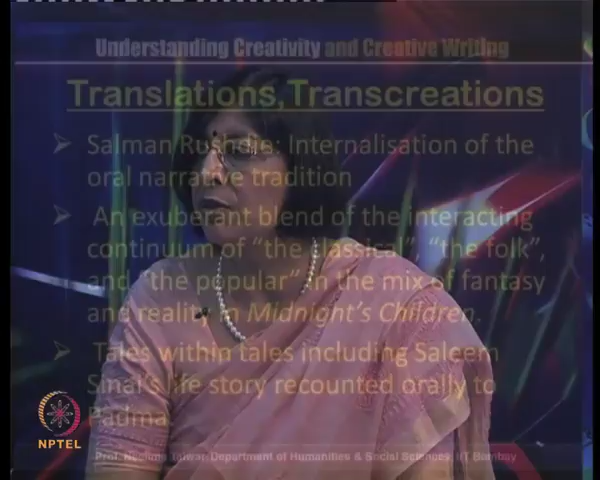 Understanding Creativity and Creative Writing
Translations,Transcreations
➤ Salman Rushdie: Internalisation of the
oral narrative tradition
➤ An exuberant blend of the interacting
continuum of “the classical”, “the folk”,
and “the popular” in the mix of fantasy
and reality in Midnight’s Children.
➤ Tales within tales including Saleem
Sinai’s life story recounted orally to
Padma
NPTEL
Prof. Neelima Talwar, Department of Humanities & Social Sciences, IIT Bombay